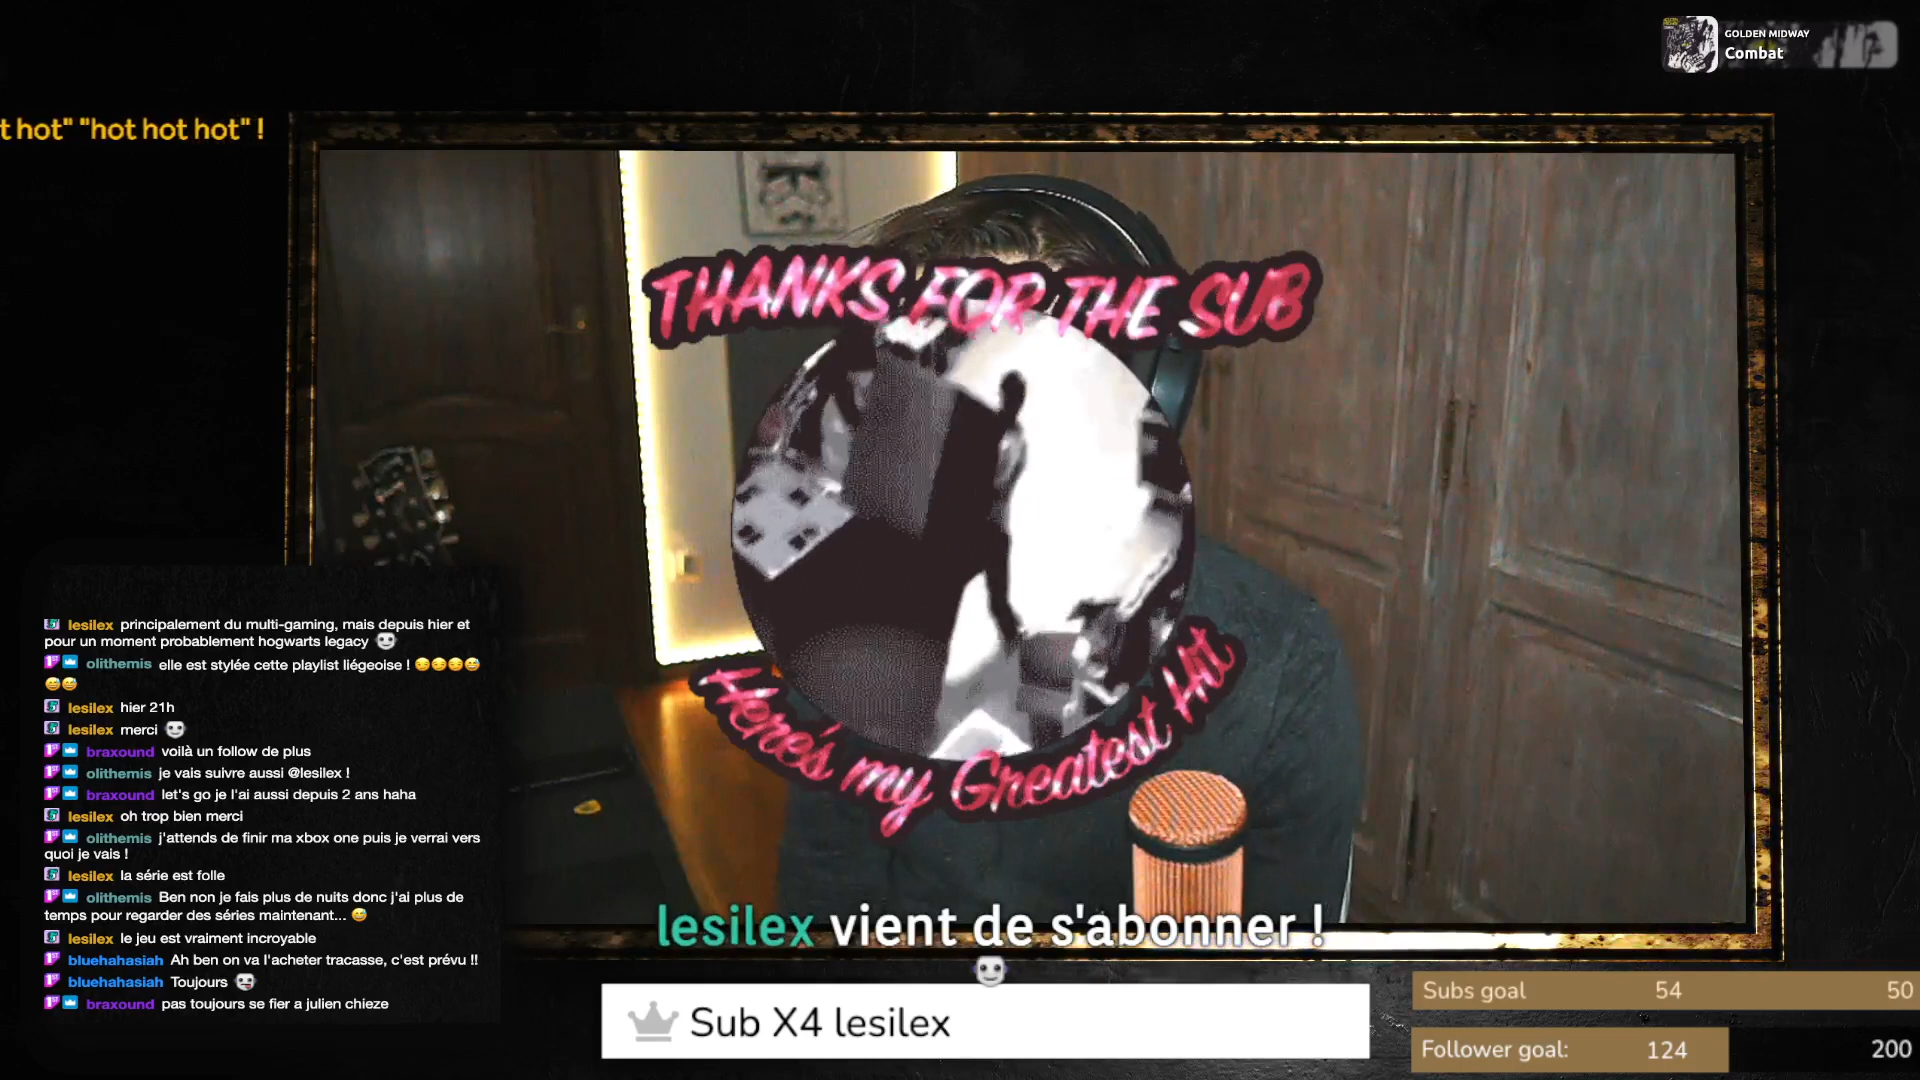 GOLDEN MIDWAY
Combat
t hot" "hot hot hot" !
THANKS FOR THE SUB
Here's my Greatest Hit
lesilex principalement du multi-gaming, mais depuis hier et
pour un moment probablement hogwarts legacy
olithemis elle est stylée cette playlist liégeoise ! 😏😏😏😅
😅😅
lesilex hier 21h
lesilex merci
braxound voilà un follow de plus
olithemis je vais suivre aussi @lesilex !
braxound let's go je l'ai aussi depuis 2 ans haha
lesilex oh trop bien merci
olithemis j'attends de finir ma xbox one puis je verrai vers
quoi je vais !
lesilex la série est folle
olithemis Ben non je fais plus de nuits donc j'ai plus de
temps pour regarder des séries maintenant... 😅
lesilex le jeu est vraiment incroyable
bluehahasiah Ah ben on va l'acheter tracasse, c'est prévu !!
bluehahasiah Toujours
braxound pas toujours se fier a julien chieze
lesilex vient de s'abonner !
Sub X4 lesilex
Subs goal 54 50
Follower goal: 124 200